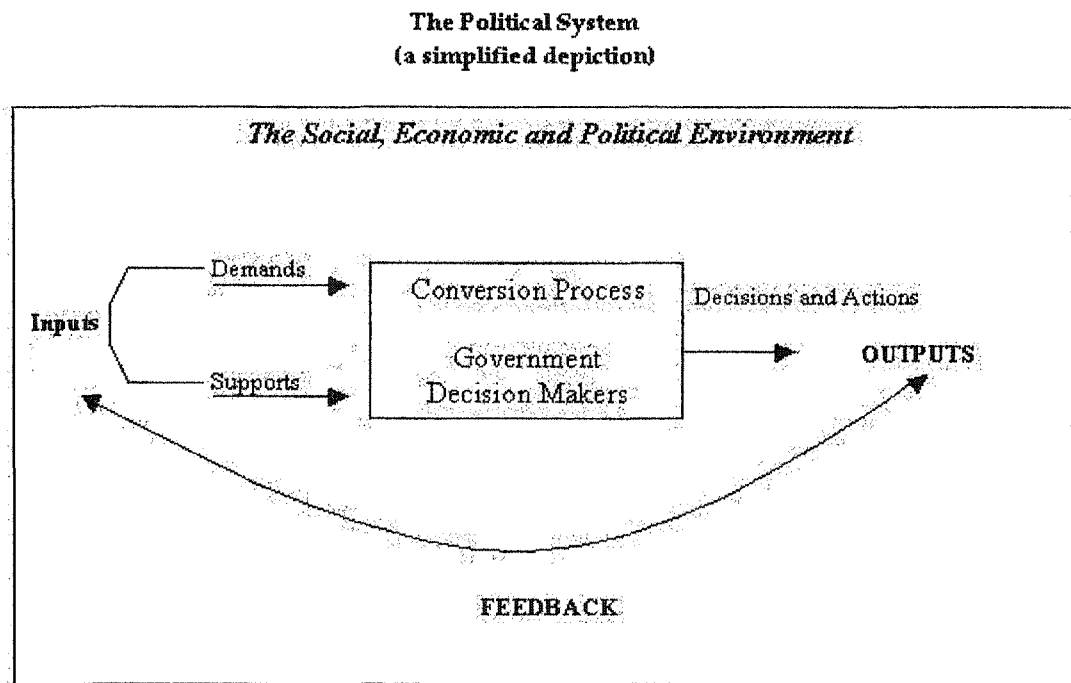 The Political System
(a simplified depiction)
The Social, Economic and Political Environment
Demands
Conversion Process
Decisions and Actions
Inputs
Government
OUTPUTS
Supports
Decision Makers
FEEDBACK